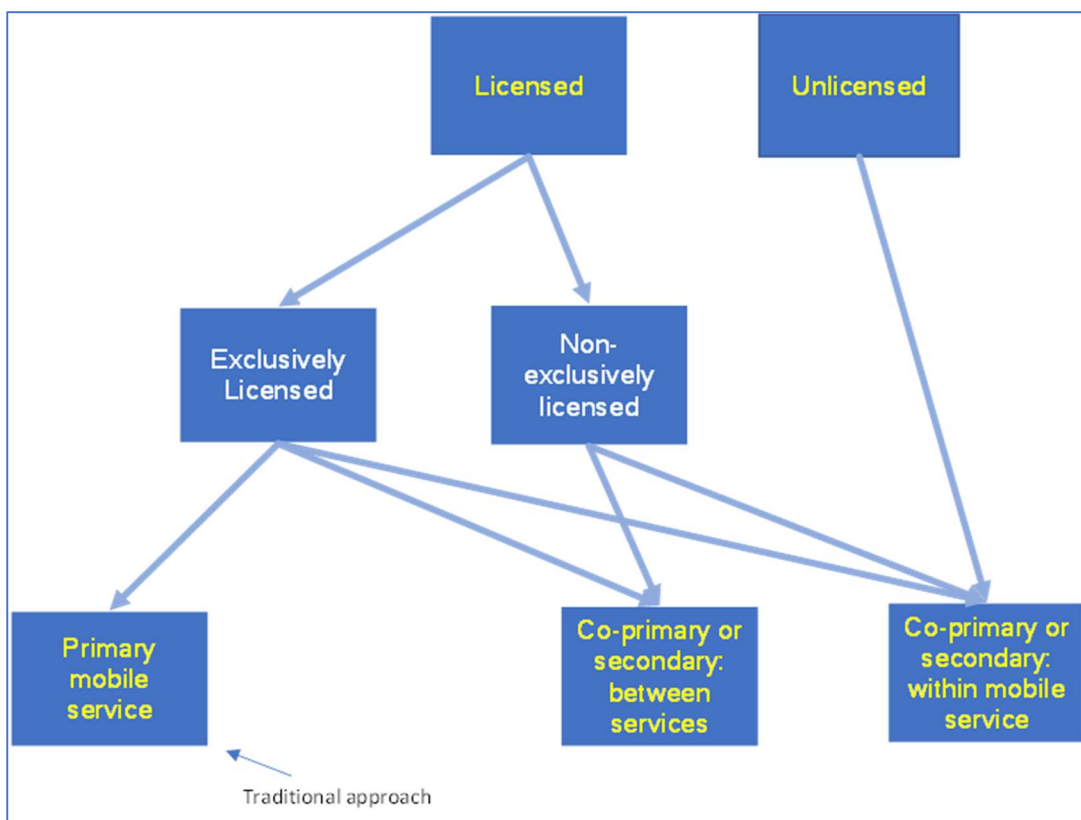 Licensed
Unlicensed
Exclusively
Licensed
Non-
exclusively
licensed
Primary
mobile
service
Co-primary or
secondary:
between
services
Co-primary or
secondary:
within mobile
service
Traditional approach